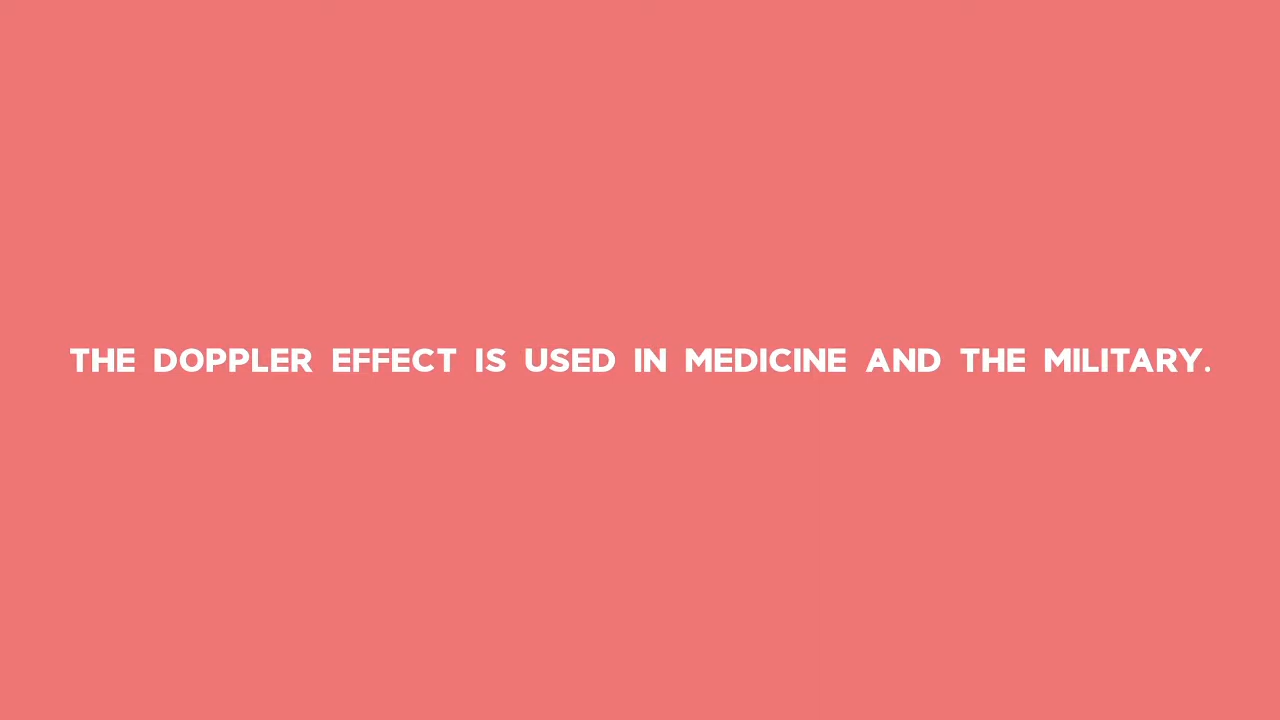 THE DOPPLER EFFECT IS USED IN MEDICINE AND THE MILITARY.